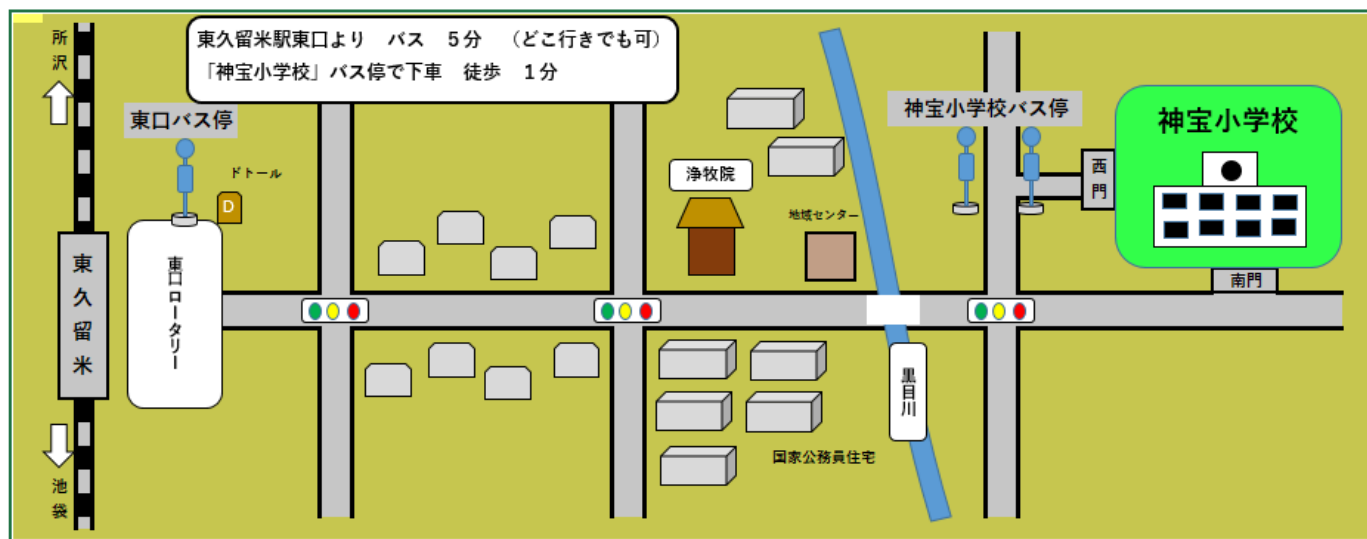 東久留米駅東口より　バス　５分　（どこ行きでも可）
「神宝小学校」バス停で下車　徒歩　１分
所沢
東口バス停
ドトール
D
東久留米
東口ロータリー
池袋
浄牧院
地域センター
神宝小学校バス停
神宝小学校
西門
南門
黒目川
国家公務員住宅